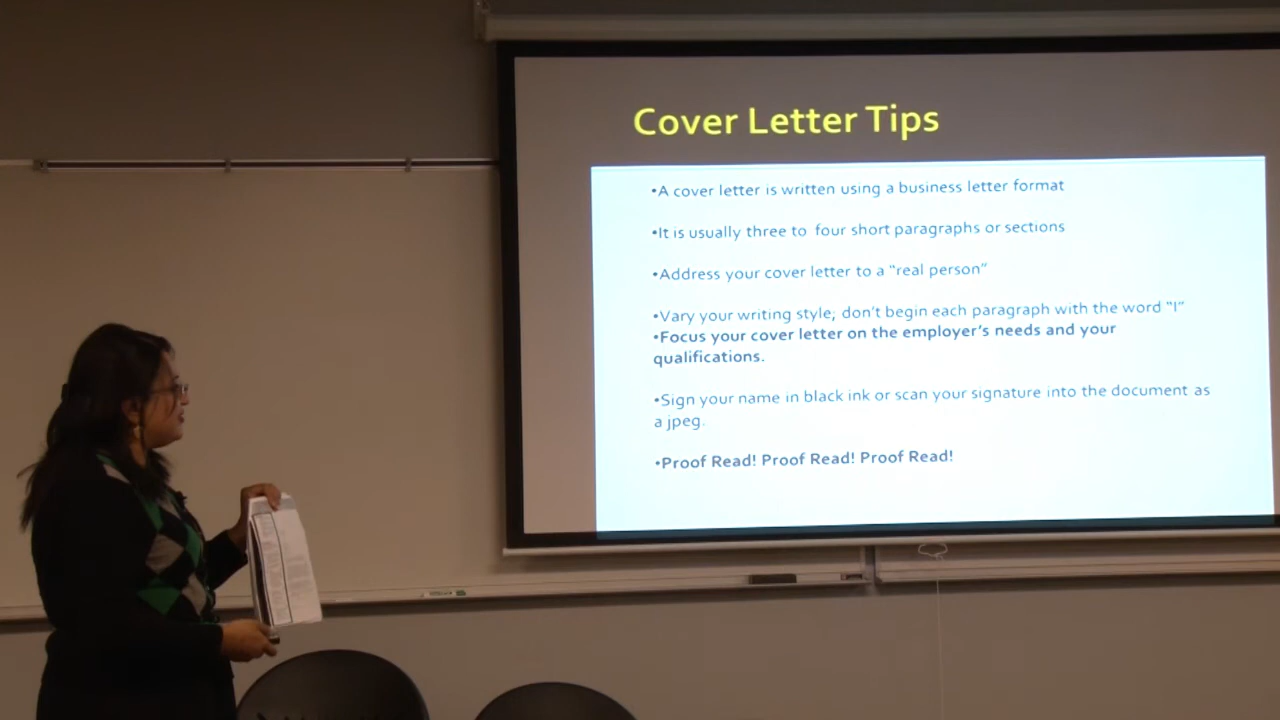 Cover Letter Tips
•A cover letter is written using a business letter format
•It is usually three to four short paragraphs or sections
•Address your cover letter to a "real person"
•Vary your writing style; don't begin each paragraph with the word "I"
•Focus your cover letter on the employer's needs and your
qualifications.
•Sign your name in black ink or scan your signature into the document as
a jpeg.
•Proof Read! Proof Read! Proof Read!